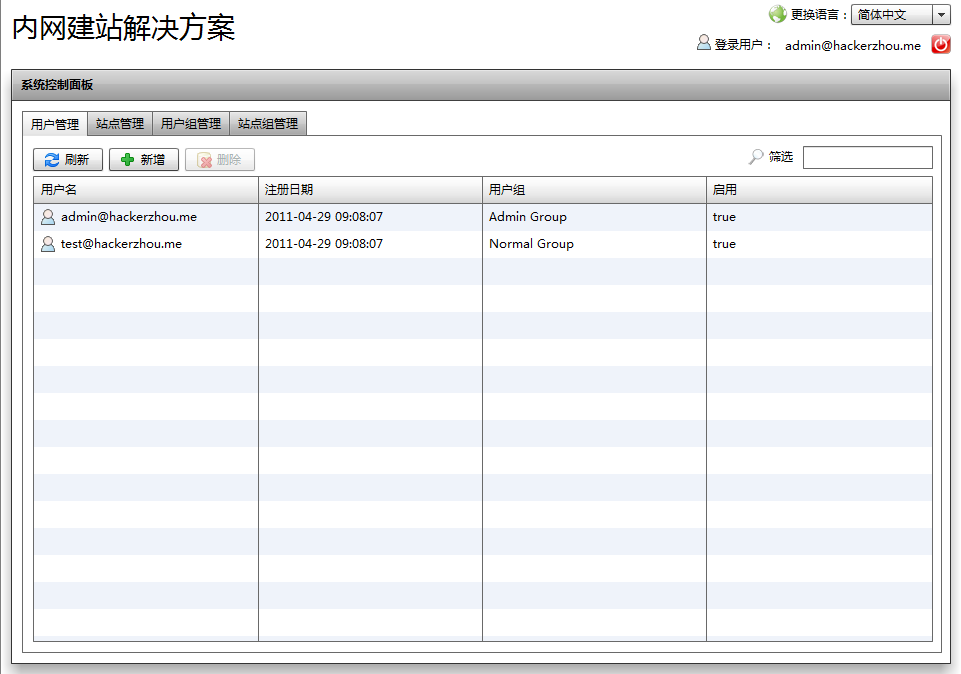 内网建站解决方案
更换语言： 简体中文
登录用户： admin@hackerzhou.me
系统控制面板
用户管理 站点管理 用户组管理 站点组管理
刷新 新增 删除 筛选
用户名 注册日期 用户组 启用
admin@hackerzhou.me 2011-04-29 09:08:07 Admin Group true
test@hackerzhou.me 2011-04-29 09:08:07 Normal Group true